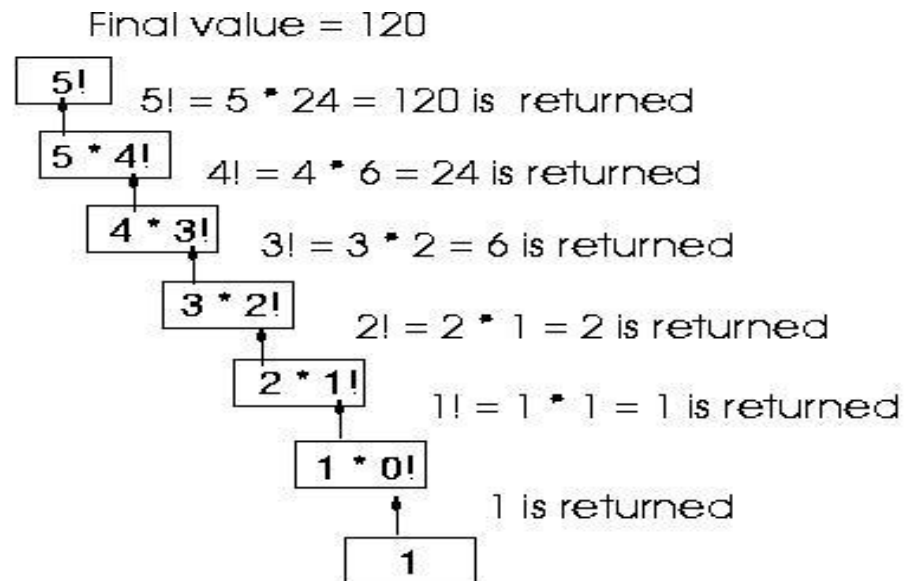 Final value = 120
5!
5! = 5 * 24 = 120 is returned
5 * 4!
4! = 4 * 6 = 24 is returned
4 * 3!
3! = 3 * 2 = 6 is returned
3 * 2!
2! = 2 * 1 = 2 is returned
2 * 1!
1! = 1 * 1 = 1 is returned
1 * 0!
1 is returned
1